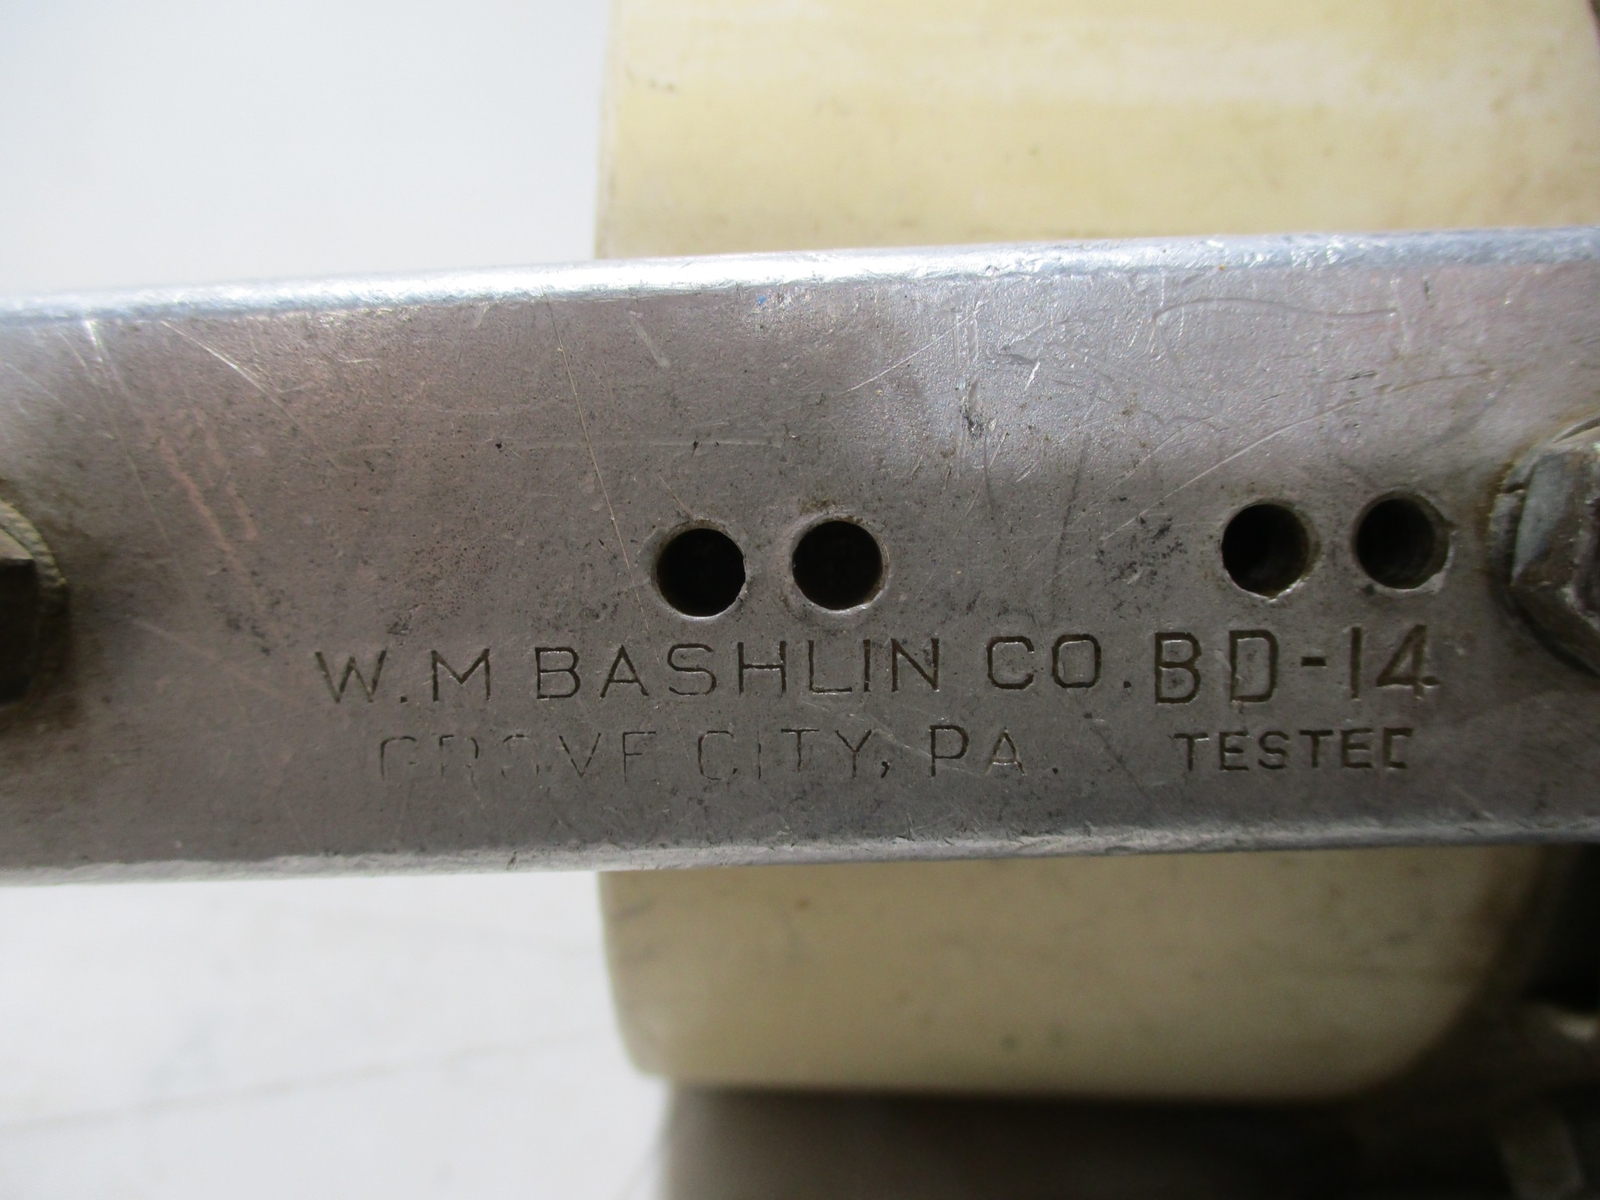 W.M BASHLIN CO. BD-14
GROVE CITY, PA. TESTED